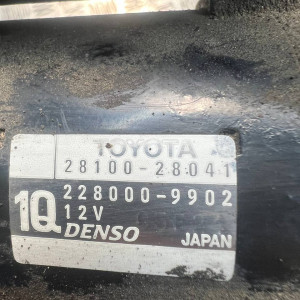 TOYOTA
28100-28041
1Q 228000-9902
12V
DENSO JAPAN